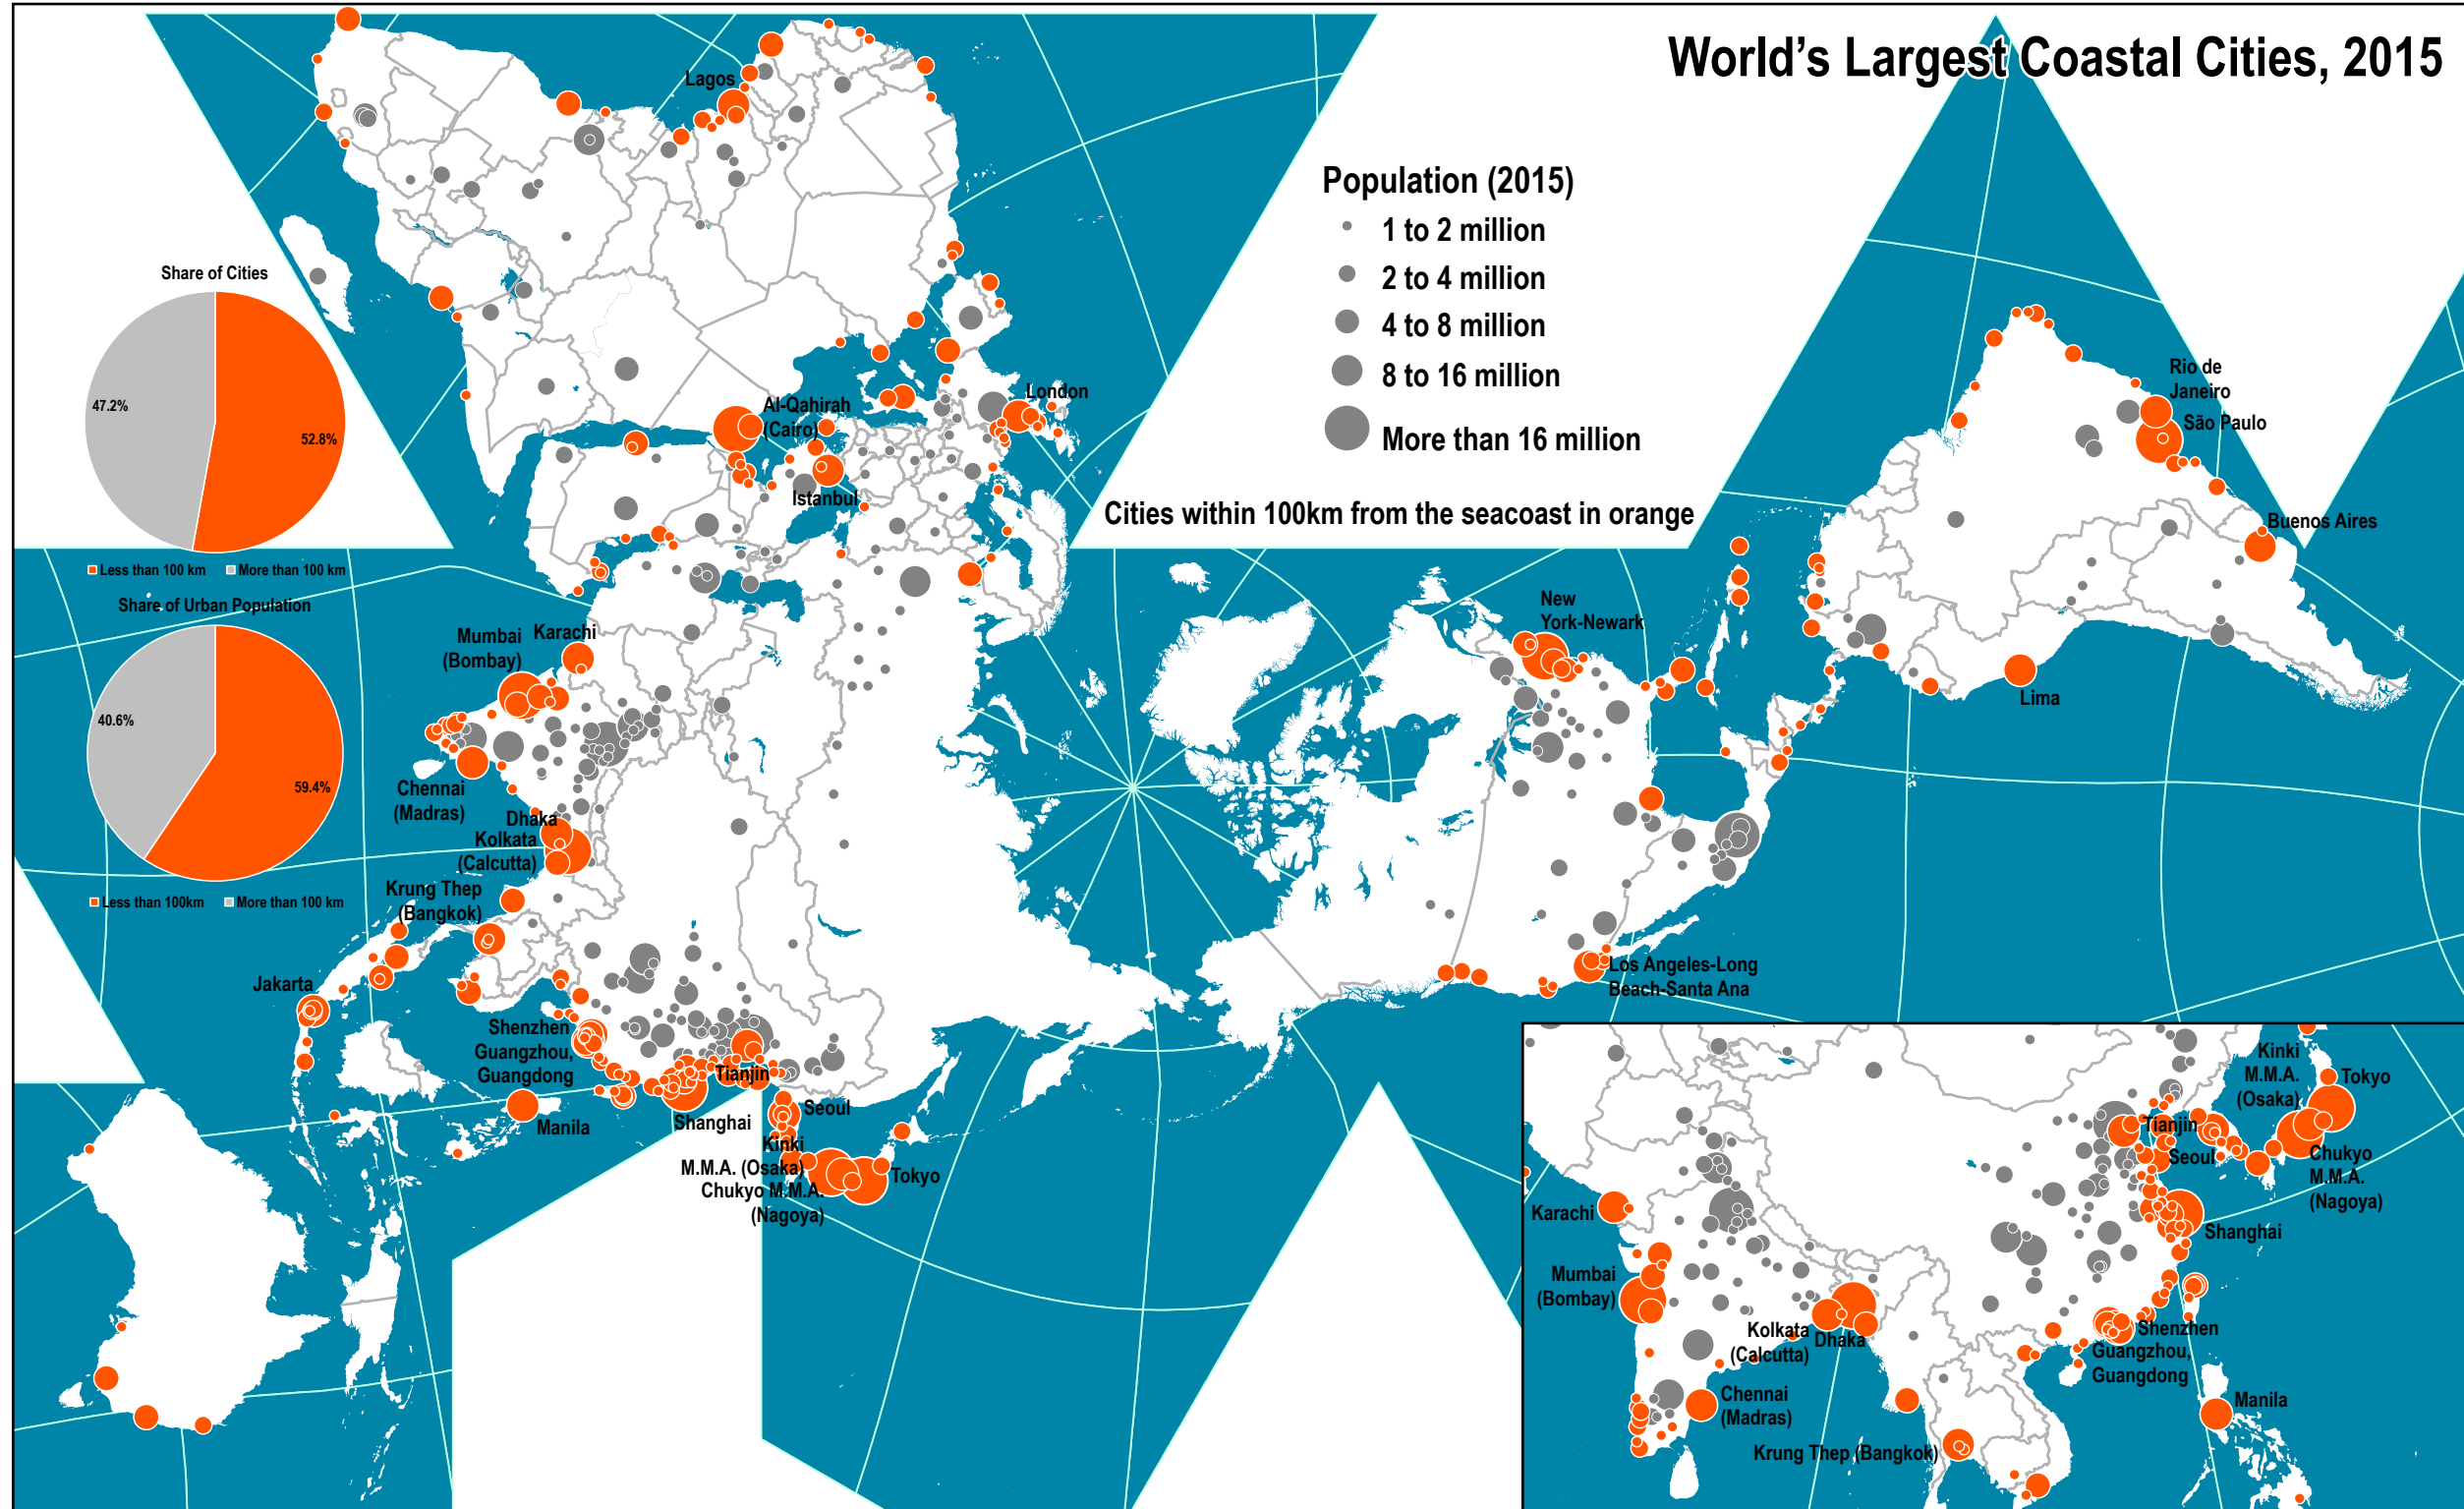 World's Largest Coastal Cities, 2015
Population (2015)
1 to 2 million
2 to 4 million
4 to 8 million
8 to 16 million
More than 16 million
Cities within 100km from the seacoast in orange
Share of Cities
47.2%
52.8%
Less than 100 km
More than 100 km
Share of Urban Population
40.6%
59.4%
Less than 100km
More than 100 km
Lagos
Al-Qahirah
(Cairo)
London
Istanbul
Mumbai
(Bombay)
Karachi
Chennai
(Madras)
Dhaka
Kolkata
(Calcutta)
Krung Thep
(Bangkok)
Jakarta
Shenzhen
Guangzhou,
Guangdong
Manila
Shanghai
Tianjin
Seoul
Kinki
M.M.A. (Osaka)
Chukyo M.M.A.
(Nagoya)
Tokyo
New
York-Newark
Los Angeles-Long
Beach-Santa Ana
Rio de
Janeiro
São Paulo
Buenos Aires
Lima
Kinki
M.M.A.
(Osaka)
Tokyo
Tianjin
Seoul
Chukyo
M.M.A.
(Nagoya)
Karachi
Shanghai
Mumbai
(Bombay)
Kolkata
(Calcutta)
Dhaka
Shenzhen
Guangzhou,
Guangdong
Chennai
(Madras)
Manila
Krung Thep (Bangkok)